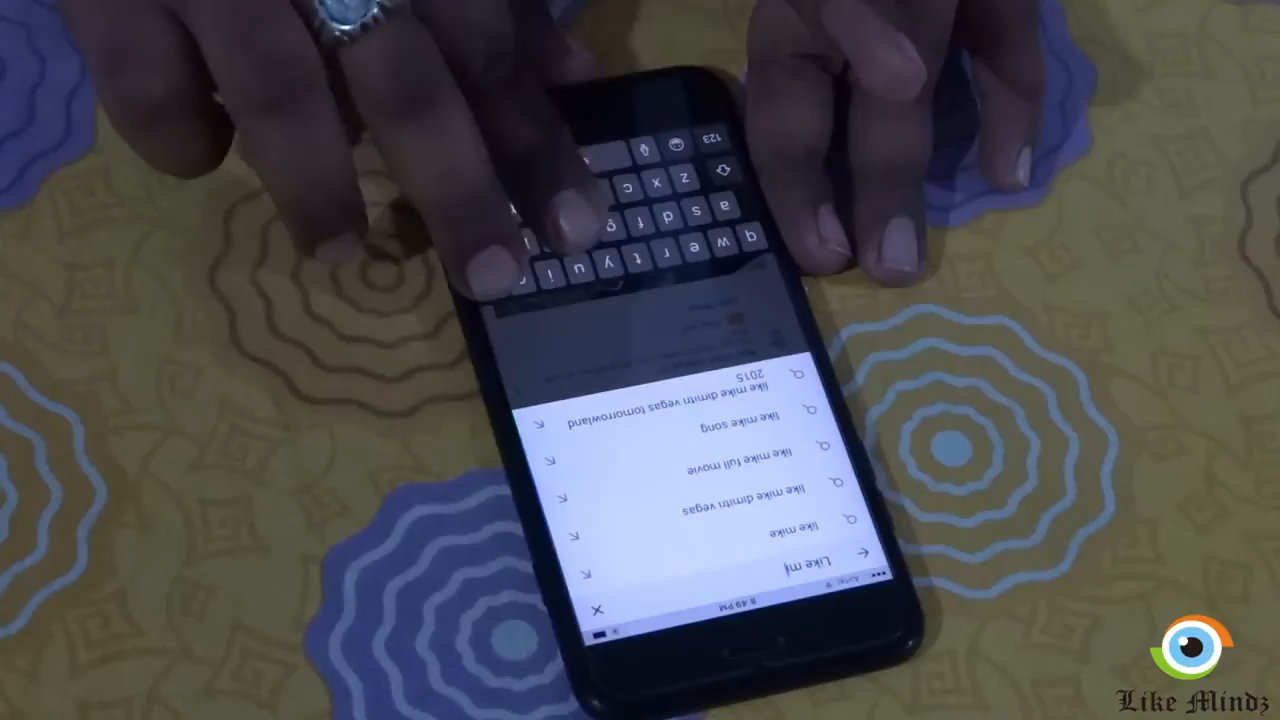 Airtel
8:49 PM
Like mi
like mike
like mike dimitri vegas
like mike full movie
like mike song
like mike dimitri vegas tomorrowland
2015
q w e r t y u i
a s d f g
z x c
123
Like Mindz